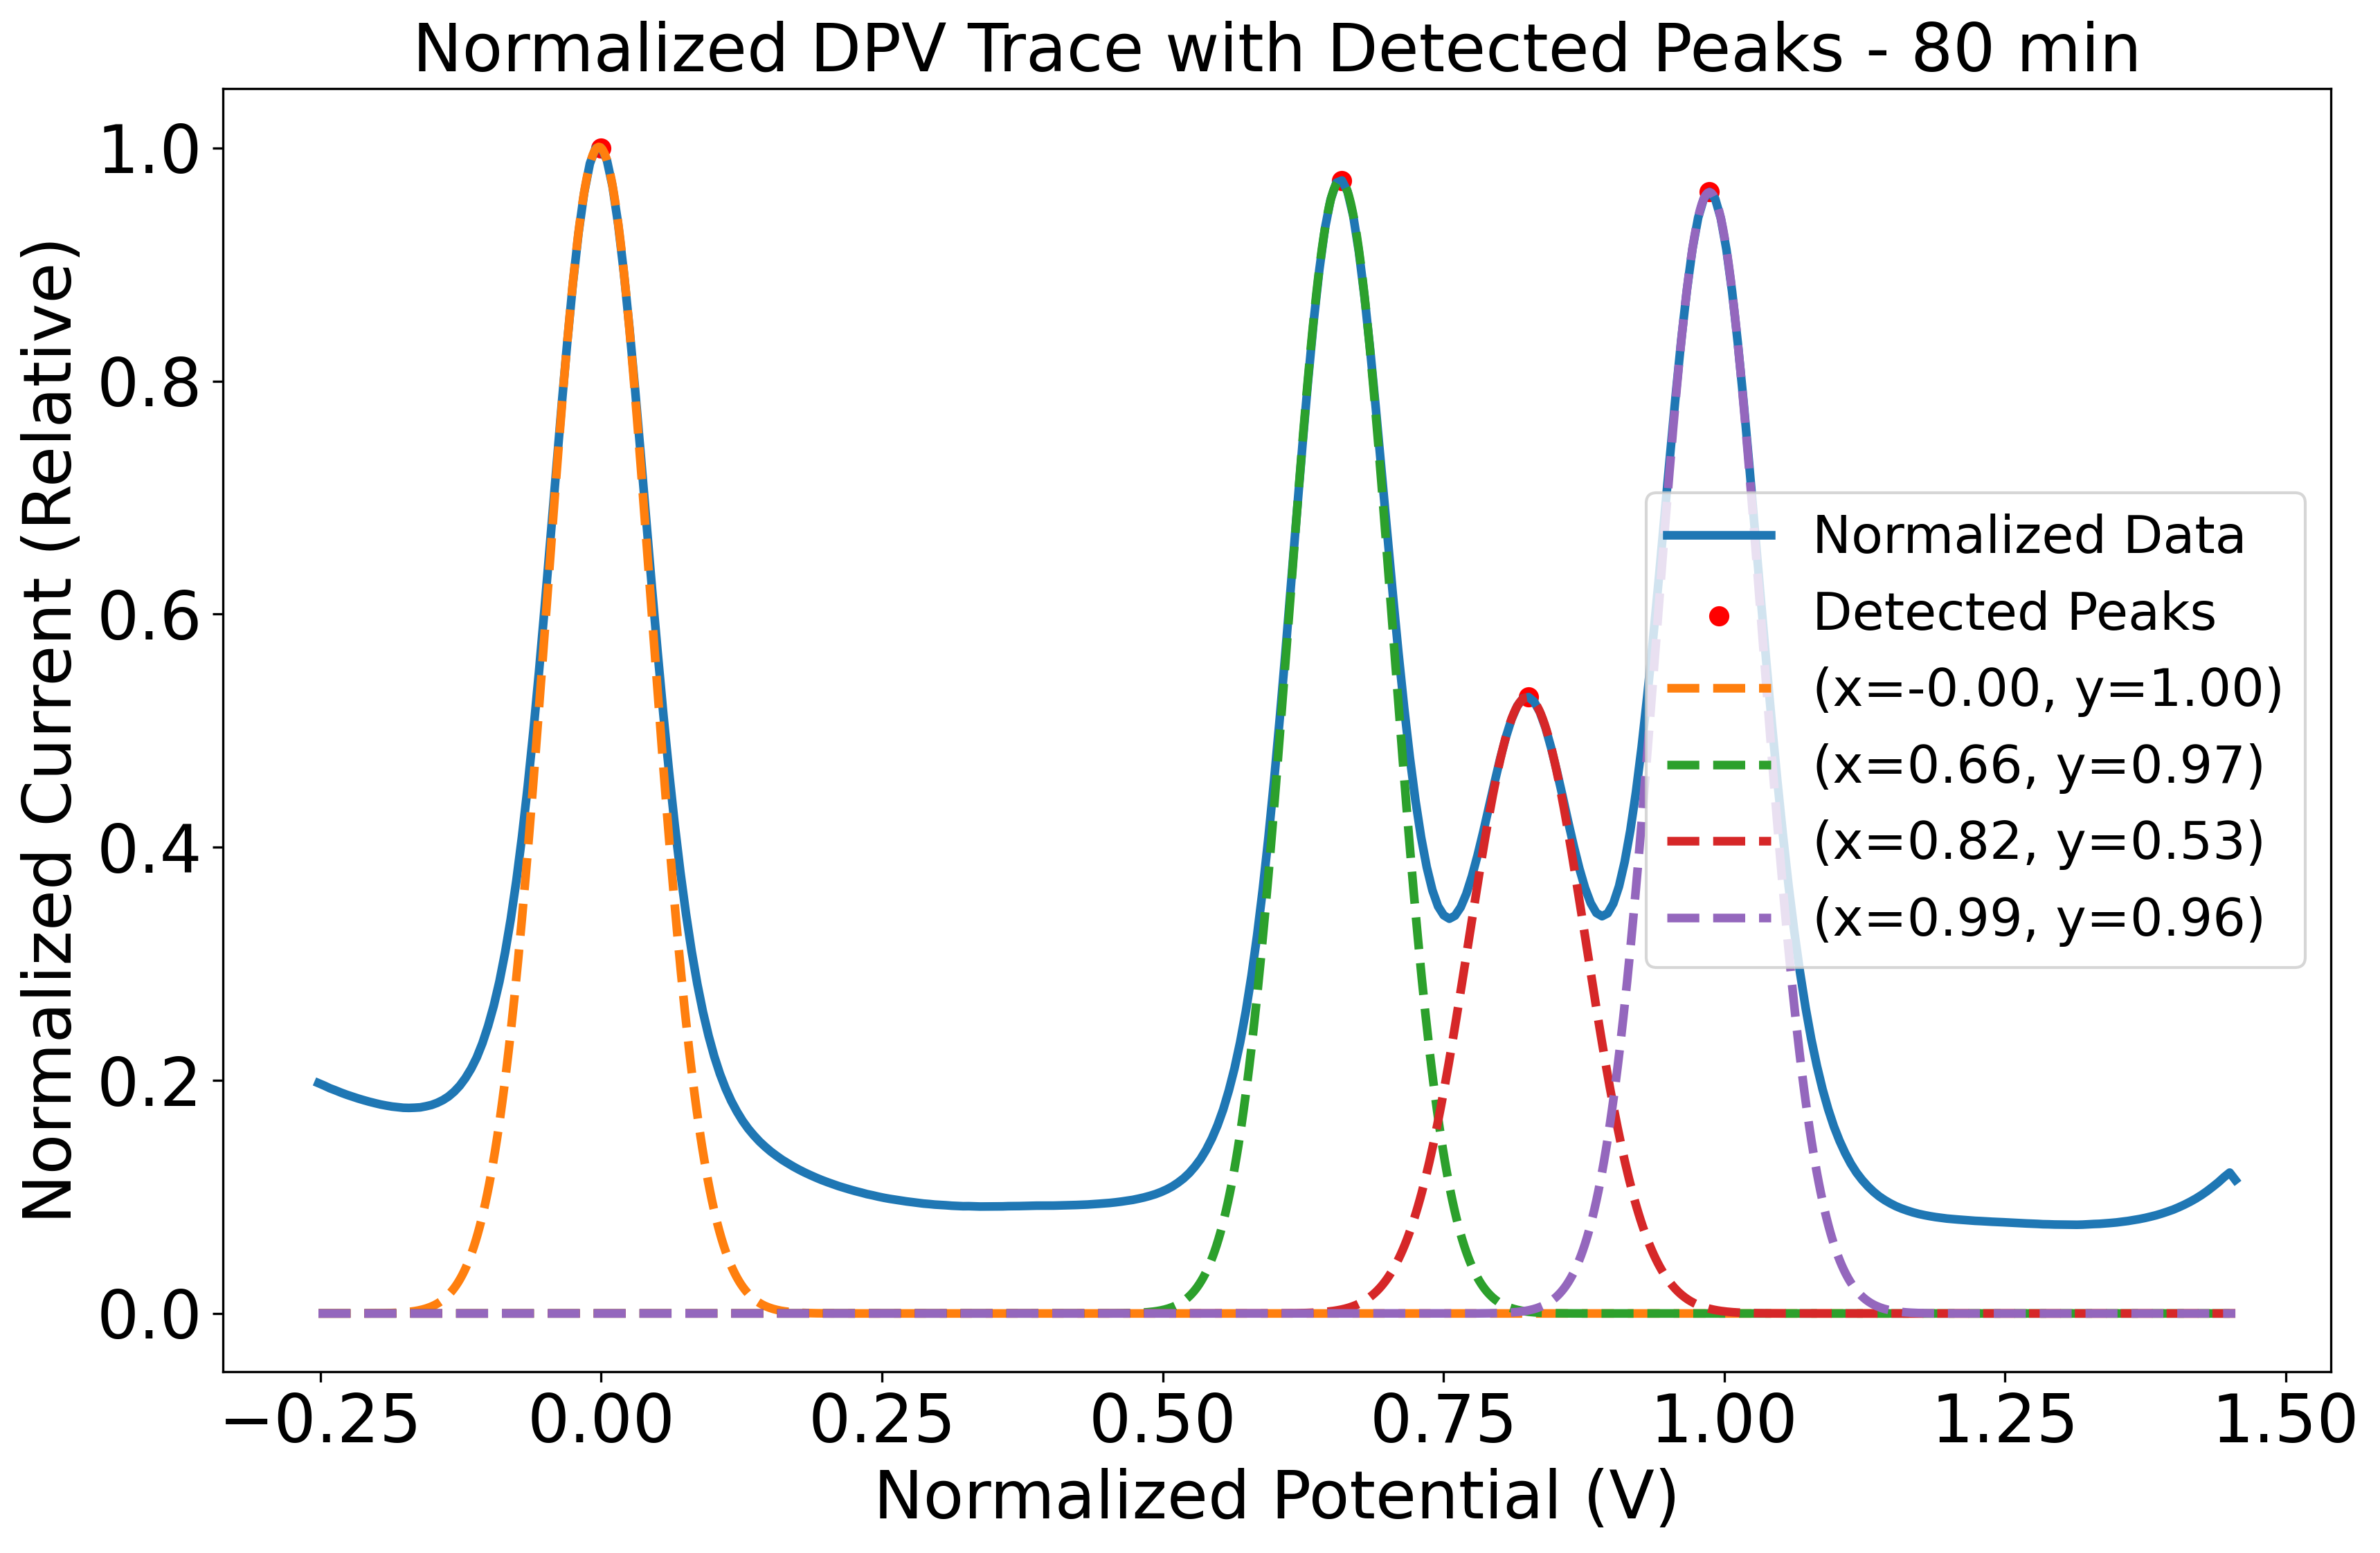 Normalized DPV Trace with Detected Peaks - 80 min
Normalized Current (Relative)
1.0
0.8
0.6
0.4
0.2
0.0
Normalized Data
Detected Peaks
(x=-0.00, y=1.00)
(x=0.66, y=0.97)
(x=0.82, y=0.53)
(x=0.99, y=0.96)
−0.25 0.00 0.25 0.50 0.75 1.00 1.25 1.50
Normalized Potential (V)